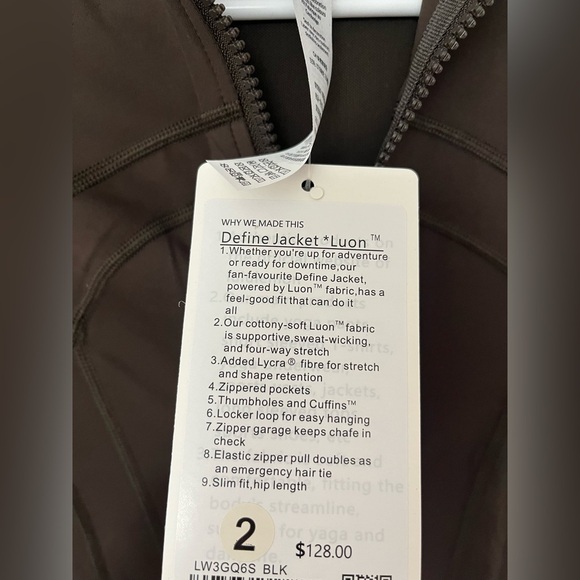 WHY WE MADE THIS
Define Jacket *Luon™
1.Whether you're up for adventure
or ready for downtime,our
fan-favourite Define Jacket,
powered by Luon™ fabric,has a
feel-good fit that can do it
all
2.Our cottony-soft Luon™ fabric
is supportive,sweat-wicking,
and four-way stretch
3.Added Lycra® fibre for stretch
and shape retention
4.Zippered pockets
5.Thumbholes and Cuffins™
6.Locker loop for easy hanging
7.Zipper garage keeps chafe in
check
8.Elastic zipper pull doubles as
an emergency hair tie
9.Slim fit,hip length
2
$128.00
LW3GQ6S BLK